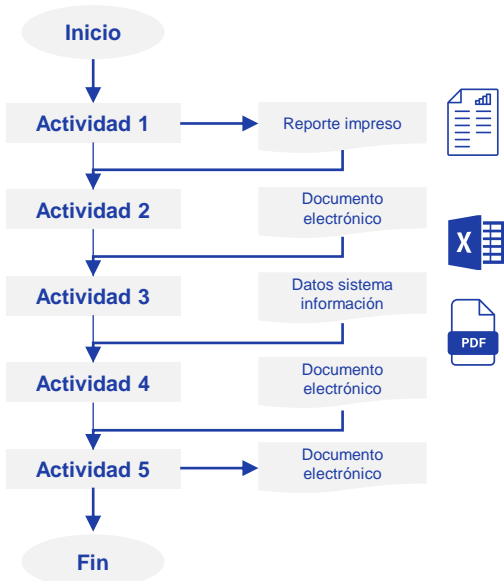 Inicio
Actividad 1
Reporte impreso
Actividad 2
Documento
electrónico
X
Actividad 3
Datos sistema
información
PDF
Actividad 4
Documento
electrónico
Actividad 5
Documento
electrónico
Fin